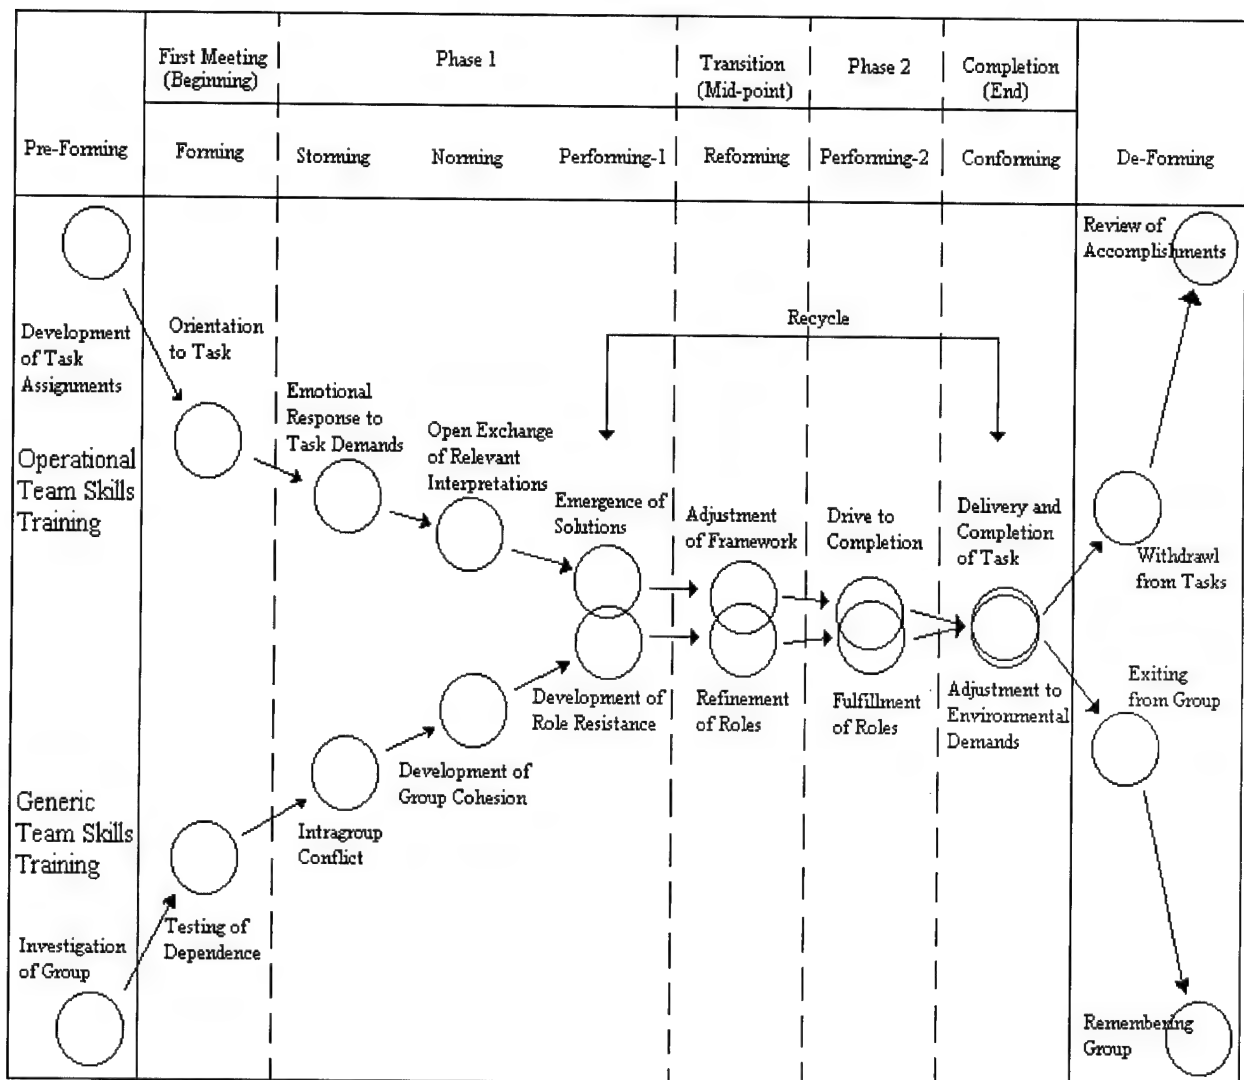 First Meeting
(Beginning)
Phase 1
Transition
(Mid-point)
Phase 2
Completion
(End)
Pre-Forming
Forming
Storming
Norming
Performing-1
Reforming
Performing-2
Conforming
De-Forming
Development
of Task
Assignments
Operational
Team Skills
Training
Orientation
to Task
Emotional
Response to
Task Demands
Open Exchange
of Relevant
Interpretations
Emergence of
Solutions
Recycle
Adjustment
of Framework
Drive to
Completion
Delivery and
Completion
of Task
Review of
Accomplishments
Withdrawl
from Tasks
Generic
Team Skills
Training
Investigation
of Group
Testing of
Dependence
Intragroup
Conflict
Development of
Group Cohesion
Development of
Role Resistance
Refinement
of Roles
Fulfillment
of Roles
Adjustment to
Environmental
Demands
Exiting
from Group
Remembering
Group